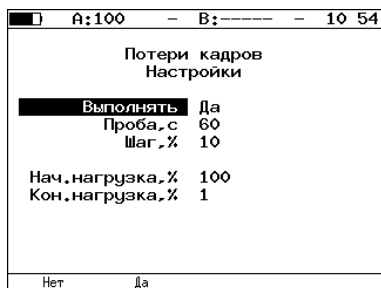 A:100 – B:----- – 10 54
Потери кадров
Настройки
Выполнять Да
Проба,с 60
Шаг,% 10
Нач.нагрузка,% 100
Кон.нагрузка,% 1
Нет Да